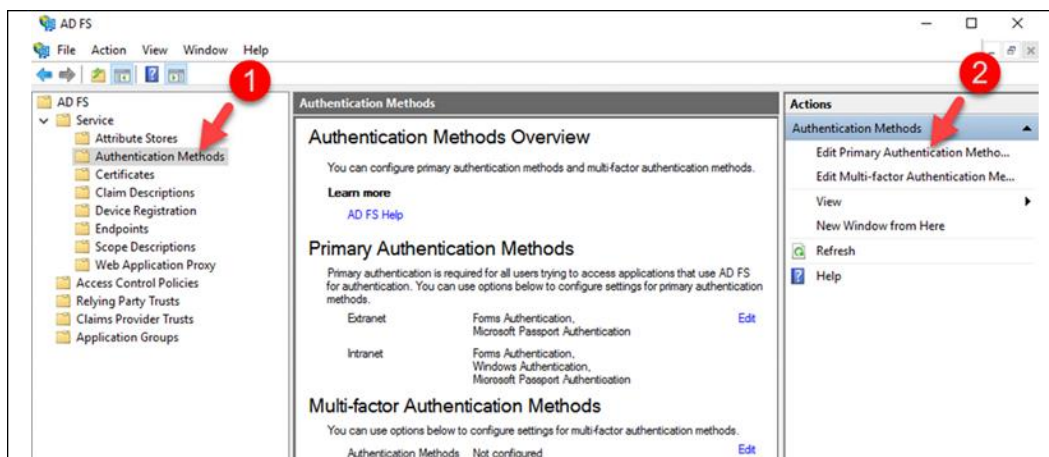 AD FS
File Action View Window Help
1
2
AD FS
Service
Attribute Stores
Authentication Methods
Certificates
Claim Descriptions
Device Registration
Endpoints
Scope Descriptions
Web Application Proxy
Access Control Policies
Relying Party Trusts
Claims Provider Trusts
Application Groups
Authentication Methods
Authentication Methods Overview
You can configure primary authentication methods and multi-factor authentication methods.
Learn more
AD FS Help
Primary Authentication Methods
Primary authentication is required for all users trying to access applications that use AD FS
for authentication. You can use options below to configure settings for primary authentication
methods.
Extranet Forms Authentication, Edit
Microsoft Passport Authentication
Intranet Forms Authentication,
Windows Authentication,
Microsoft Passport Authentication
Multi-factor Authentication Methods
You can use options below to configure settings for multi-factor authentication methods.
Authentication Methods Not configured Edit
Actions
Authentication Methods
Edit Primary Authentication Metho...
Edit Multi-factor Authentication Me...
View
New Window from Here
Refresh
Help